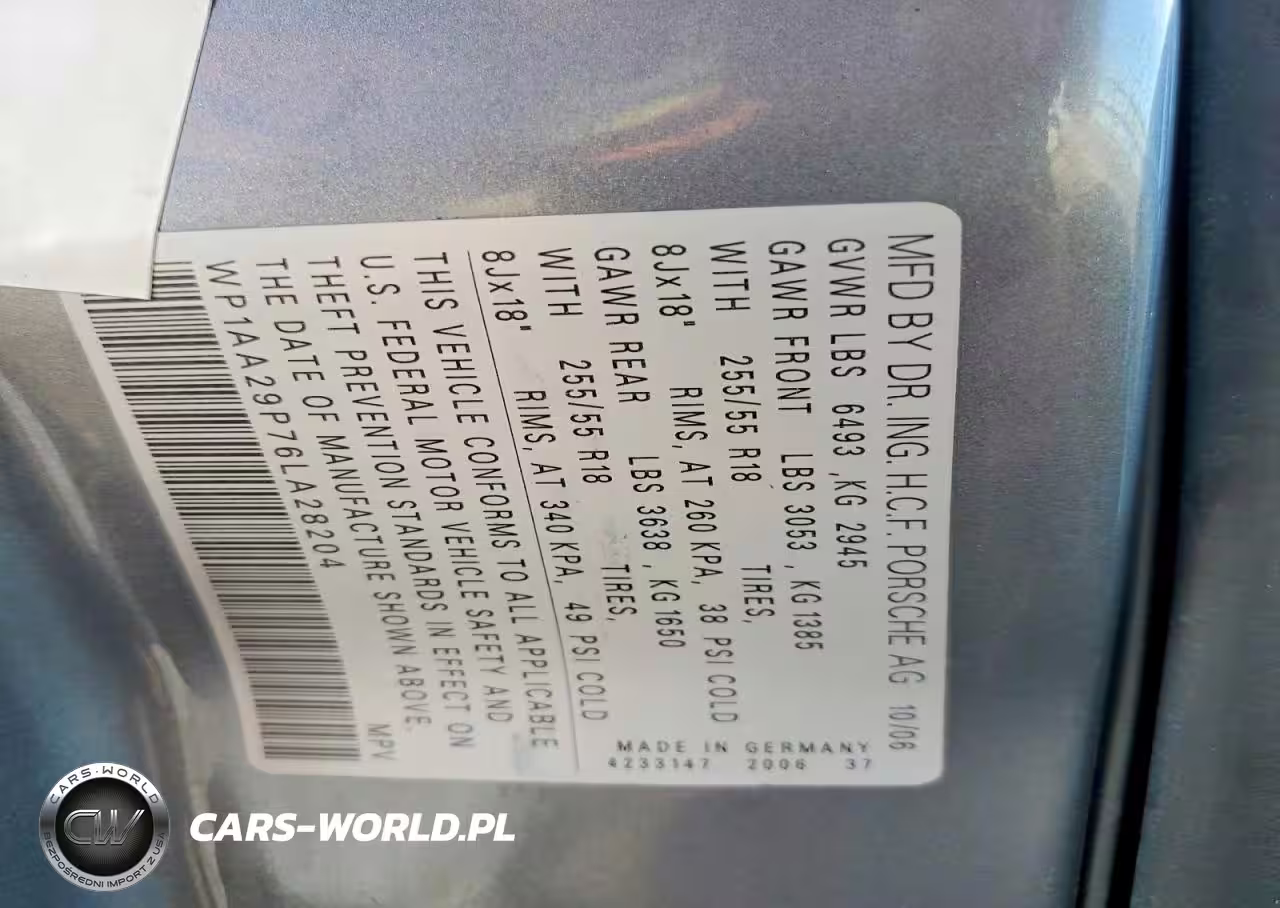 MFD BY DR. ING. H.C.F. PORSCHE AG 10/06
GVWR LBS 6493 ,KG 2945
GAWR FRONT LBS 3053 , KG 1385
WITH 255/55 R18 TIRES,
8Jx18" RIMS, AT 260 KPA, 38 PSI COLD
GAWR REAR LBS 3638 , KG 1650
WITH 255/55 R18 TIRES,
8Jx18" RIMS, AT 340 KPA, 49 PSI COLD
THIS VEHICLE CONFORMS TO ALL APPLICABLE
U.S. FEDERAL MOTOR VEHICLE SAFETY AND
THEFT PREVENTION STANDARDS IN EFFECT ON
THE DATE OF MANUFACTURE SHOWN ABOVE.
WP1AA29P76LA28204 MPV
MADE IN GERMANY
4233147 2006 37
CARS-WORLD
CW
BEZPOŚREDNI IMPORT Z USA
CARS-WORLD.PL